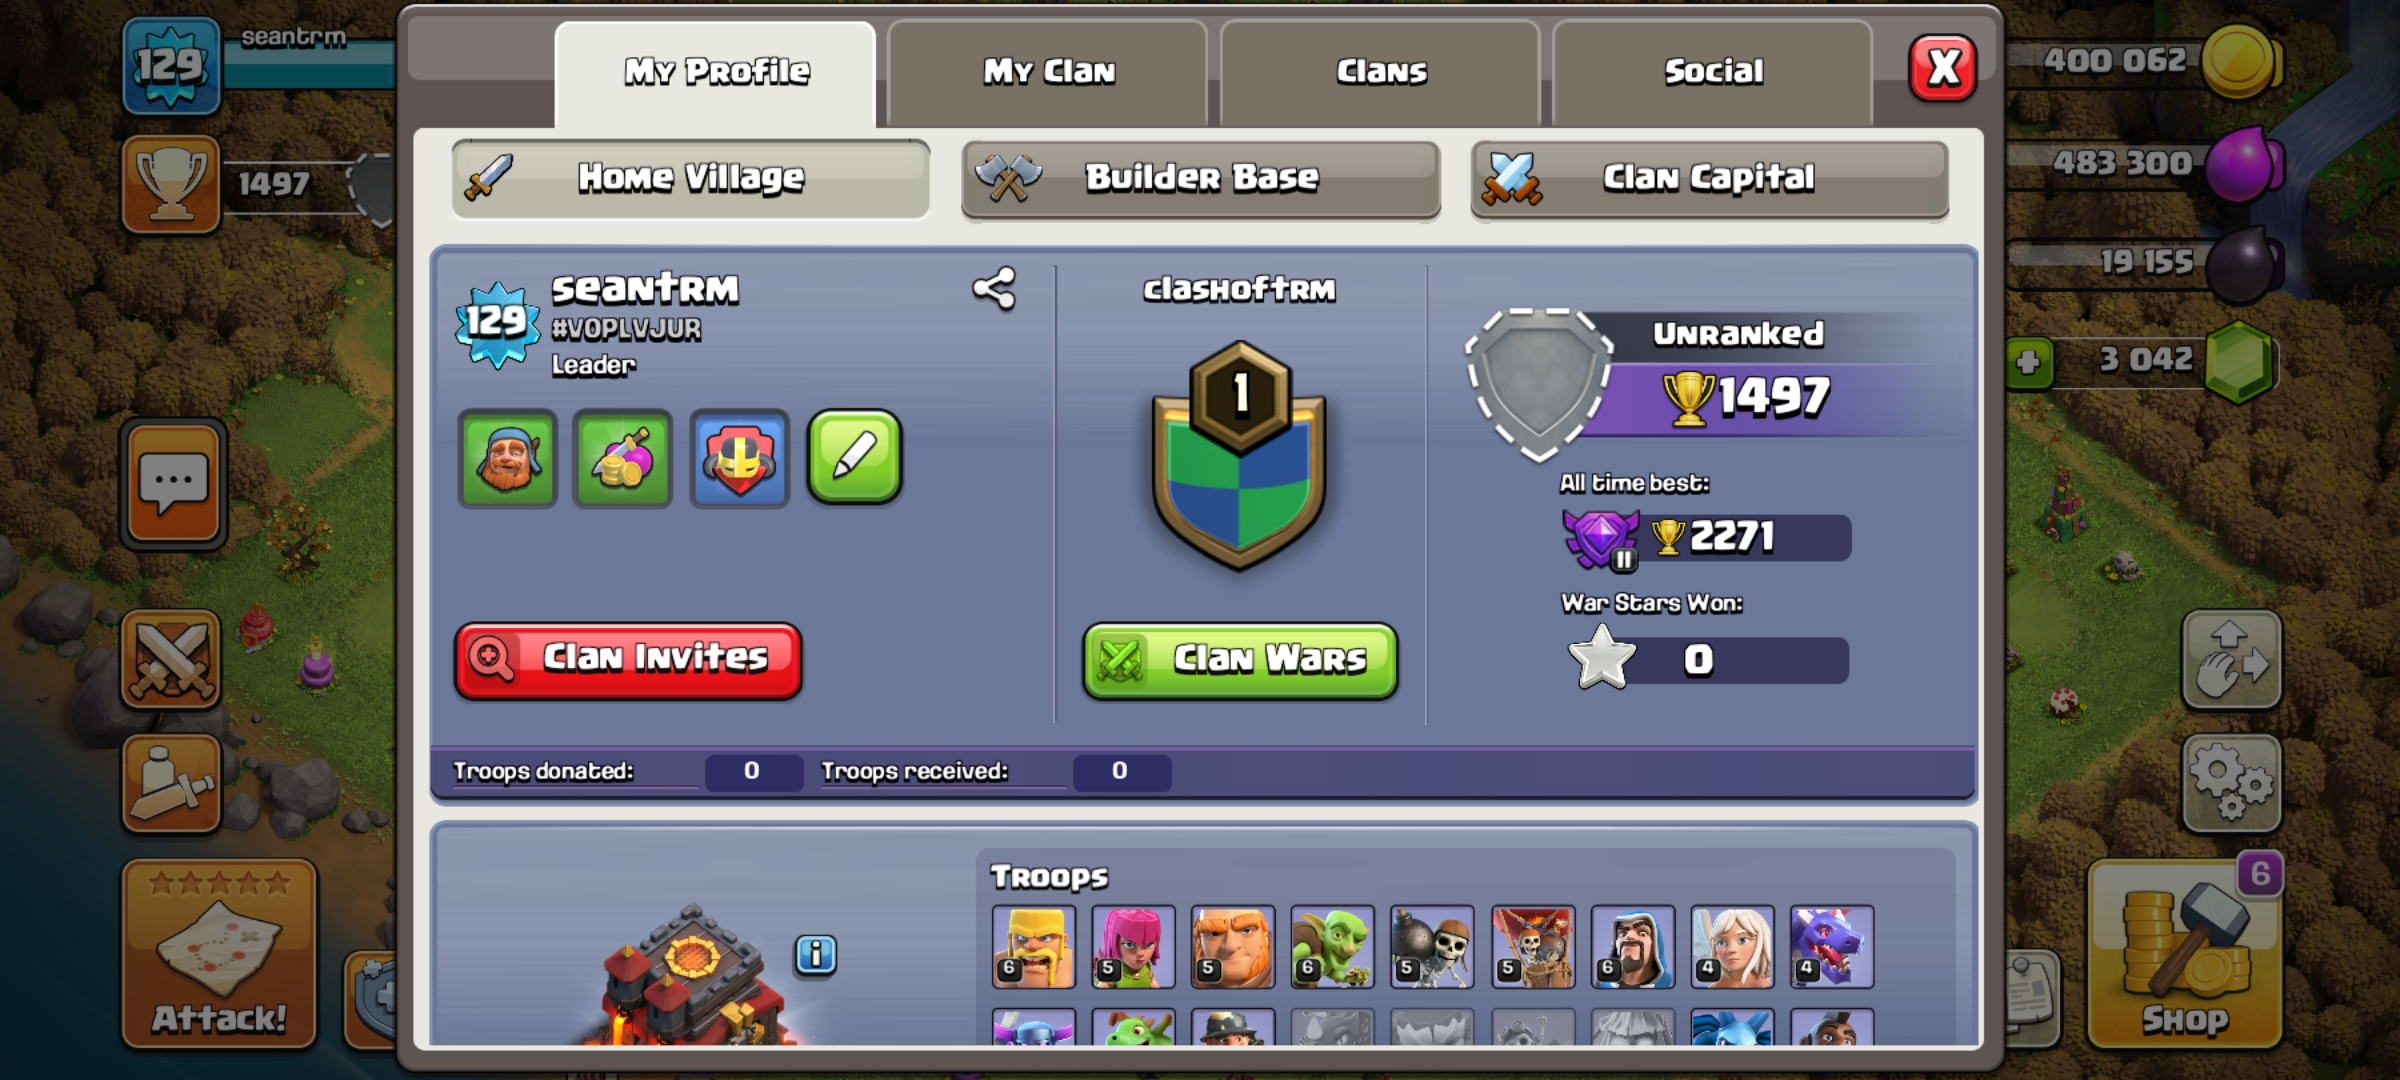 129
seantrm
1497
My Profile
My Clan
Clans
Social
X
400 062
483 300
19 155
3 042
Home Village
Builder Base
Clan Capital
129
seantrm
#V0PLVJUR
Leader
clashoftrm
1
Unranked
1497
All time best:
2271
War Stars Won:
0
Clan Invites
Clan Wars
Troops donated: 0
Troops received: 0
Troops
6 5 5 6 5 5 6 4 4
i
Attack!
6
Shop